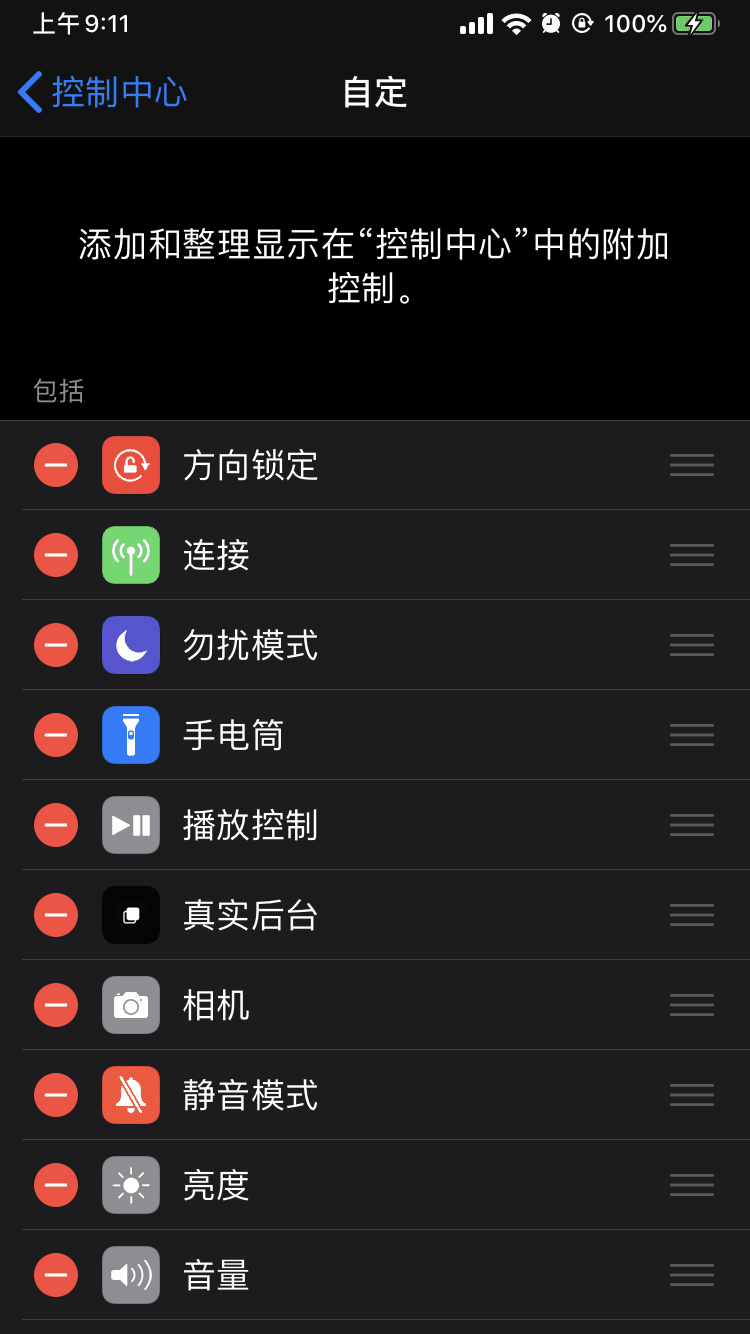 上午 9:11
100%
控制中心
自定
添加和整理显示在“控制中心”中的附加
控制。
包括
方向锁定
连接
勿扰模式
手电筒
播放控制
真实后台
相机
静音模式
亮度
音量